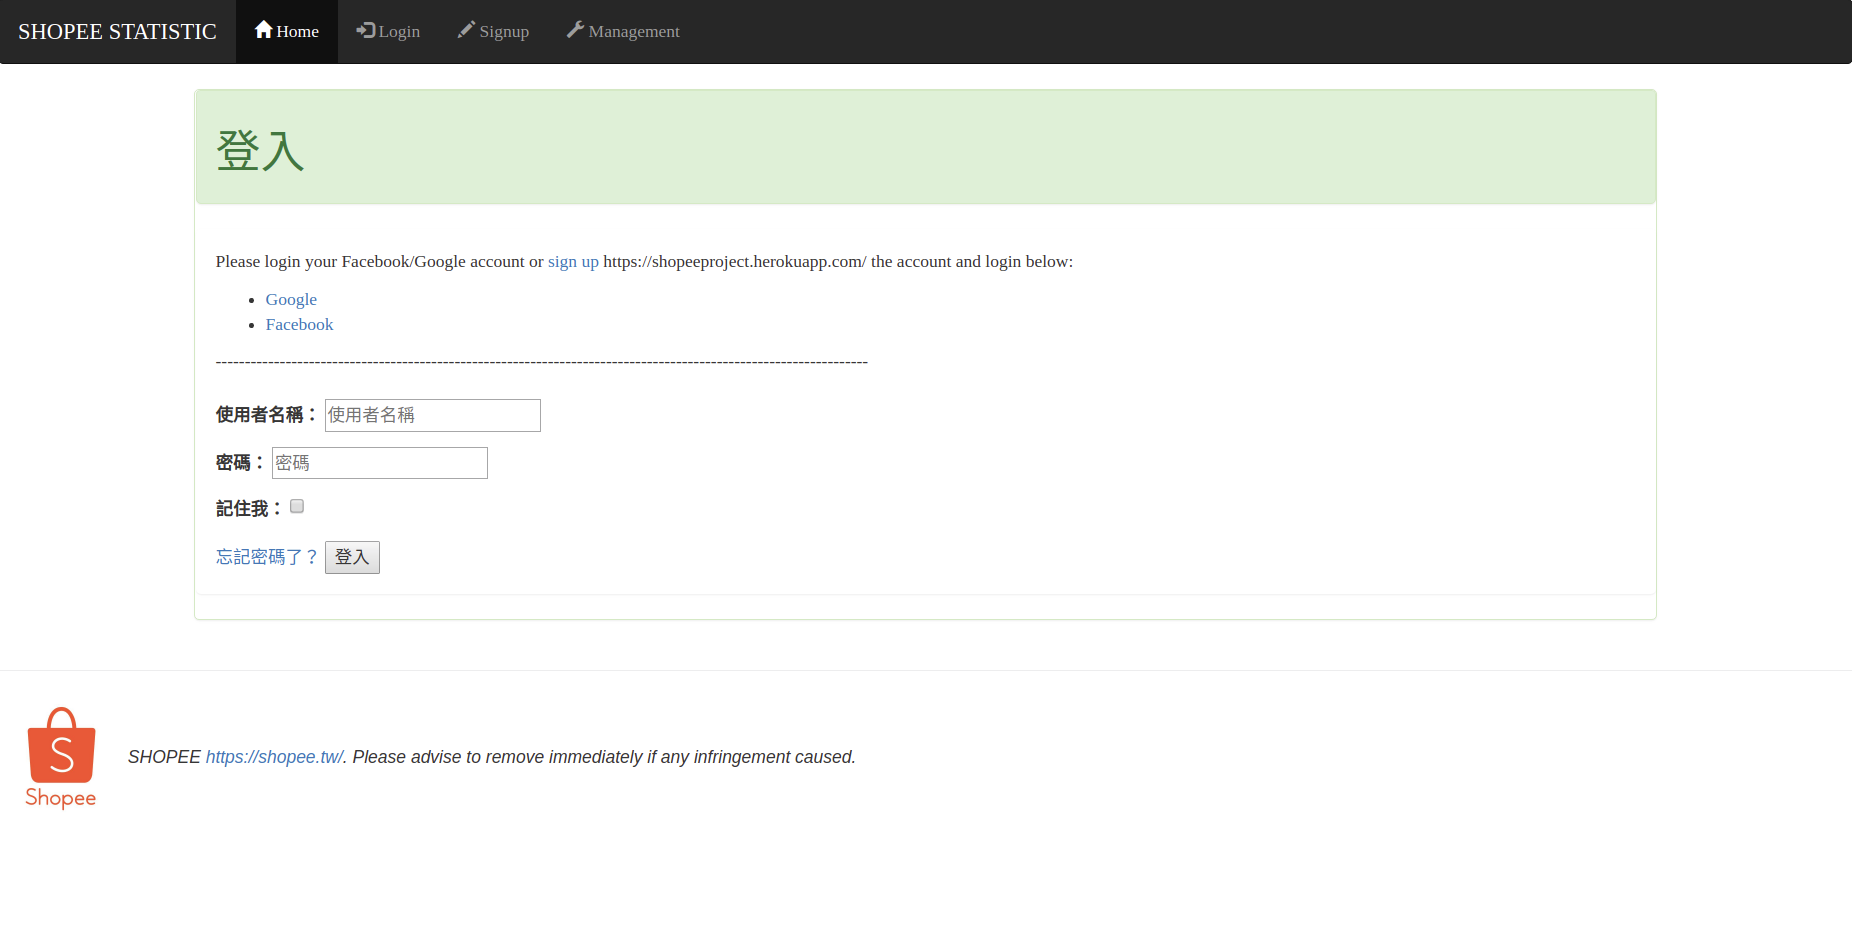 SHOPEE STATISTIC Home Login Signup Management
登入
Please login your Facebook/Google account or sign up https://shopeeproject.herokuapp.com/ the account and login below:
Google
Facebook
----------------------------------------------------------------------------------------------------------------
使用者名稱： 使用者名稱
密碼： 密碼
記住我：
忘記密碼了？ 登入
S
Shopee
SHOPEE https://shopee.tw/. Please advise to remove immediately if any infringement caused.